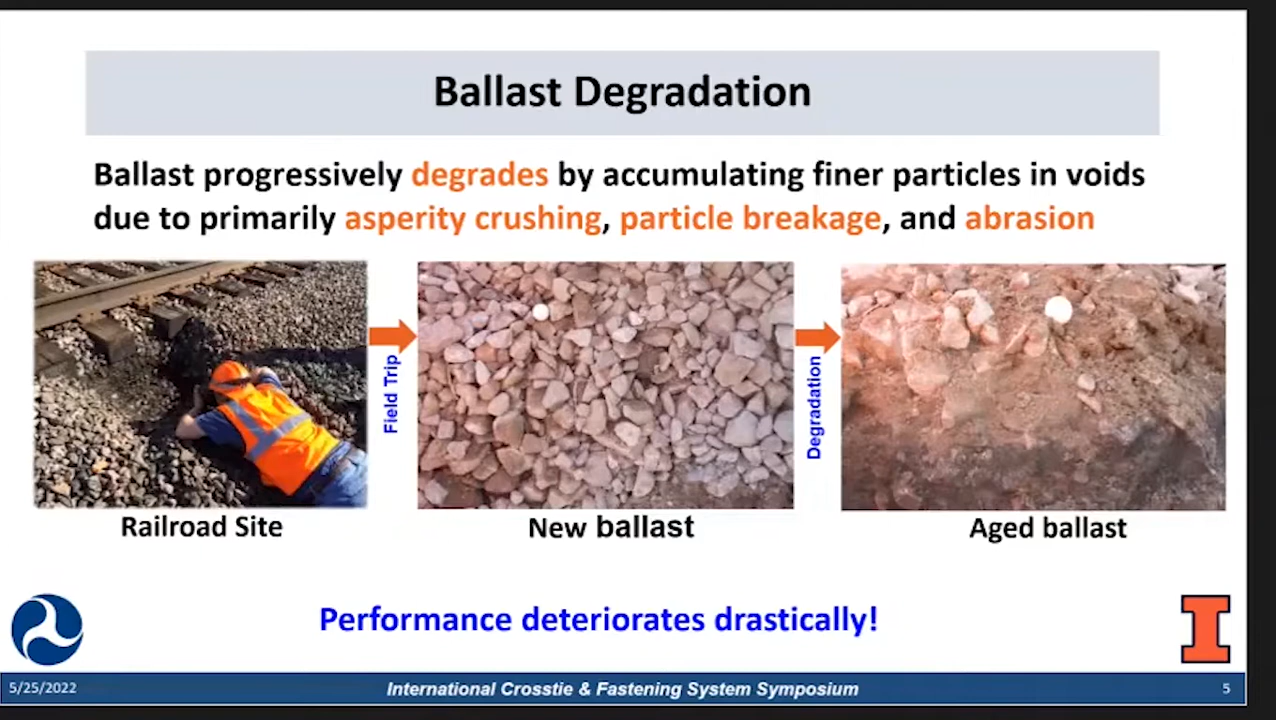 Ballast Degradation
Ballast progressively degrades by accumulating finer particles in voids
due to primarily asperity crushing, particle breakage, and abrasion
Field Trip
Degradation
Railroad Site
New ballast
Aged ballast
Performance deteriorates drastically!
I
5/25/2022
International Crosstie & Fastening System Symposium
5